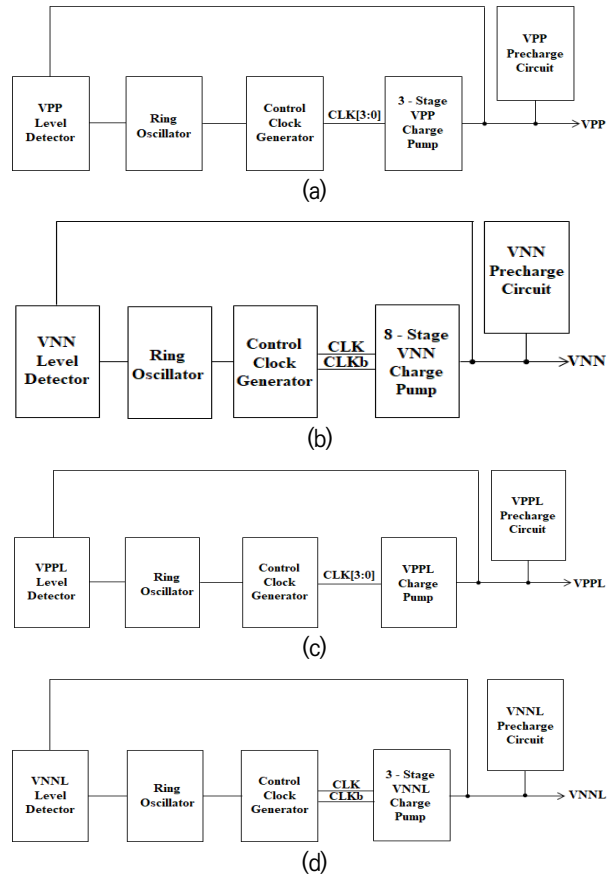 VPP
Precharge
Circuit
VPP
Level
Detector
Ring
Oscillator
Control
Clock
Generator
CLK[3:0]
3 - Stage
VPP
Charge
Pump
VPP
(a)
VNN
Precharge
Circuit
VNN
Level
Detector
Ring
Oscillator
Control
Clock
Generator
CLK
CLKb
8 - Stage
VNN
Charge
Pump
VNN
(b)
VPPL
Precharge
Circuit
VPPL
Level
Detector
Ring
Oscillator
Control
Clock
Generator
CLK[3:0]
VPPL
Charge
Pump
VPPL
(c)
VNNL
Precharge
Circuit
VNNL
Level
Detector
Ring
Oscillator
Control
Clock
Generator
CLK
CLKb
3 - Stage
VNNL
Charge
Pump
VNNL
(d)